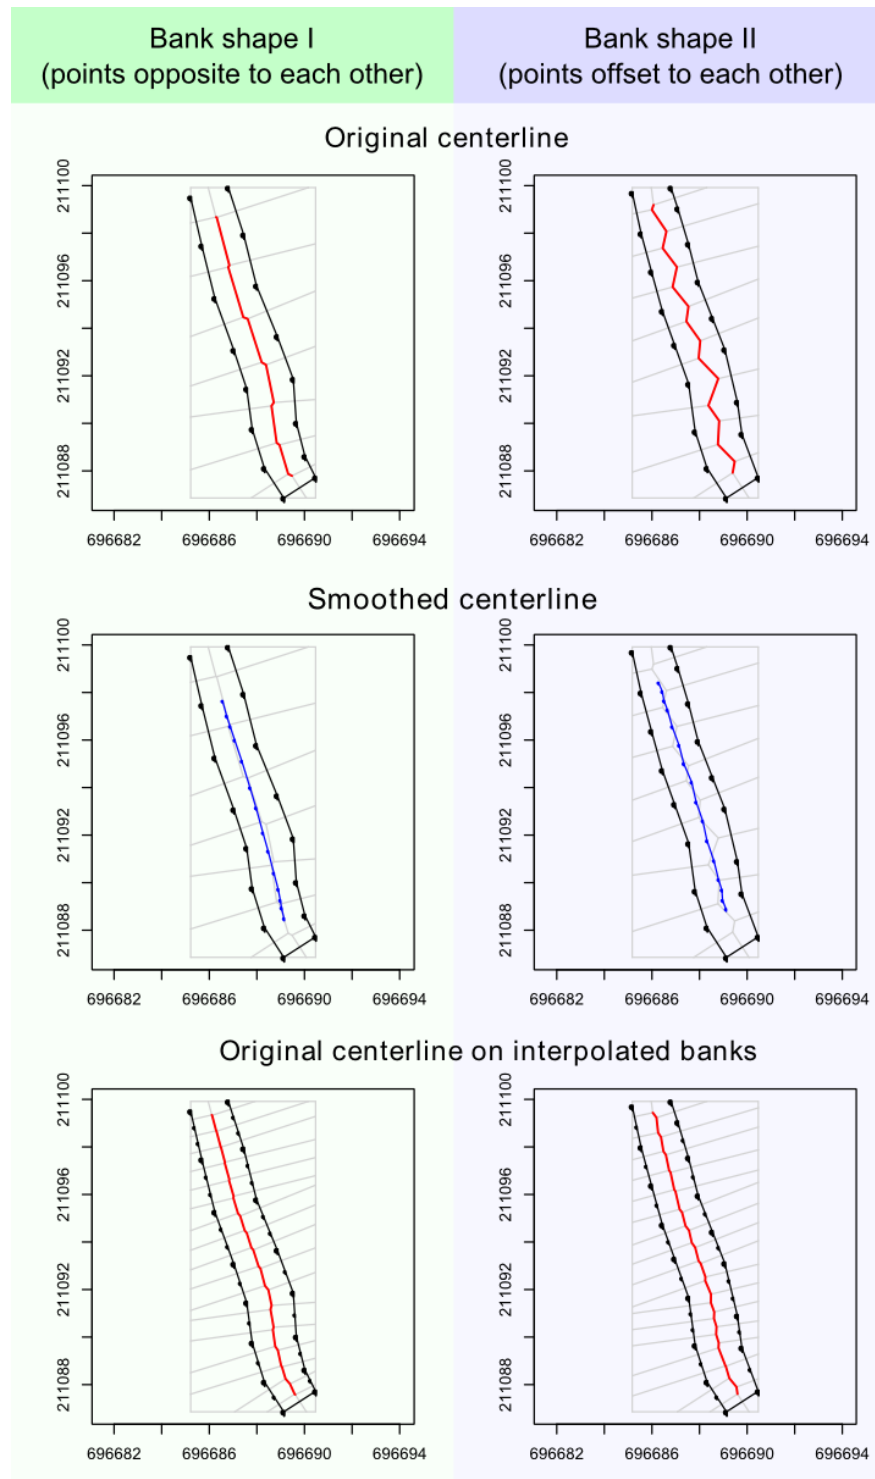 Bank shape I
(points opposite to each other)
Bank shape II
(points offset to each other)
Original centerline
211100
211096
211092
211088
696682 696686 696690 696694
211100
211096
211092
211088
696682 696686 696690 696694
Smoothed centerline
211100
211096
211092
211088
696682 696686 696690 696694
211100
211096
211092
211088
696682 696686 696690 696694
Original centerline on interpolated banks
211100
211096
211092
211088
696682 696686 696690 696694
211100
211096
211092
211088
696682 696686 696690 696694